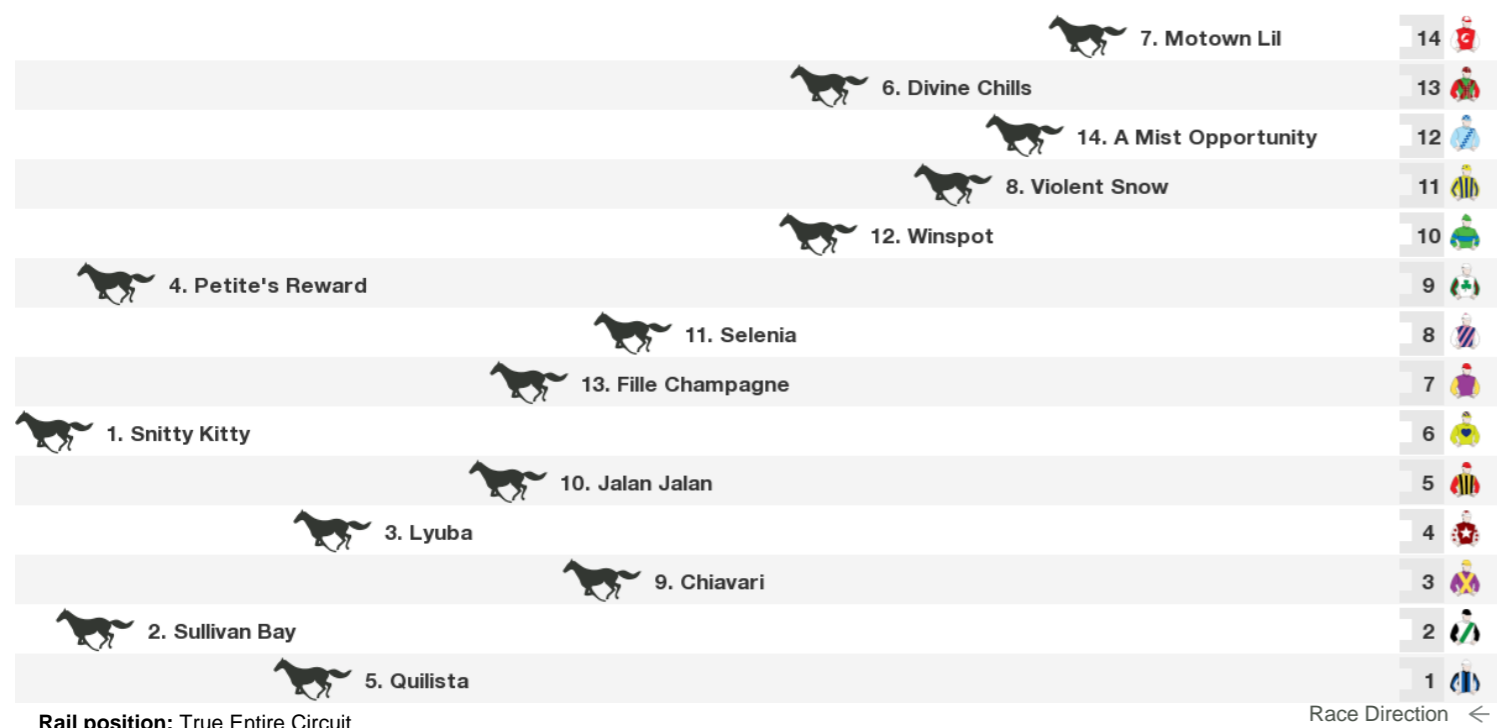 7. Motown Lil 14
6. Divine Chills 13
14. A Mist Opportunity 12
8. Violent Snow 11
12. Winspot 10
4. Petite's Reward 9
11. Selenia 8
13. Fille Champagne 7
1. Snitty Kitty 6
10. Jalan Jalan 5
3. Lyuba 4
9. Chiavari 3
2. Sullivan Bay 2
5. Quilista 1
Rail position: True Entire Circuit
Race Direction ←